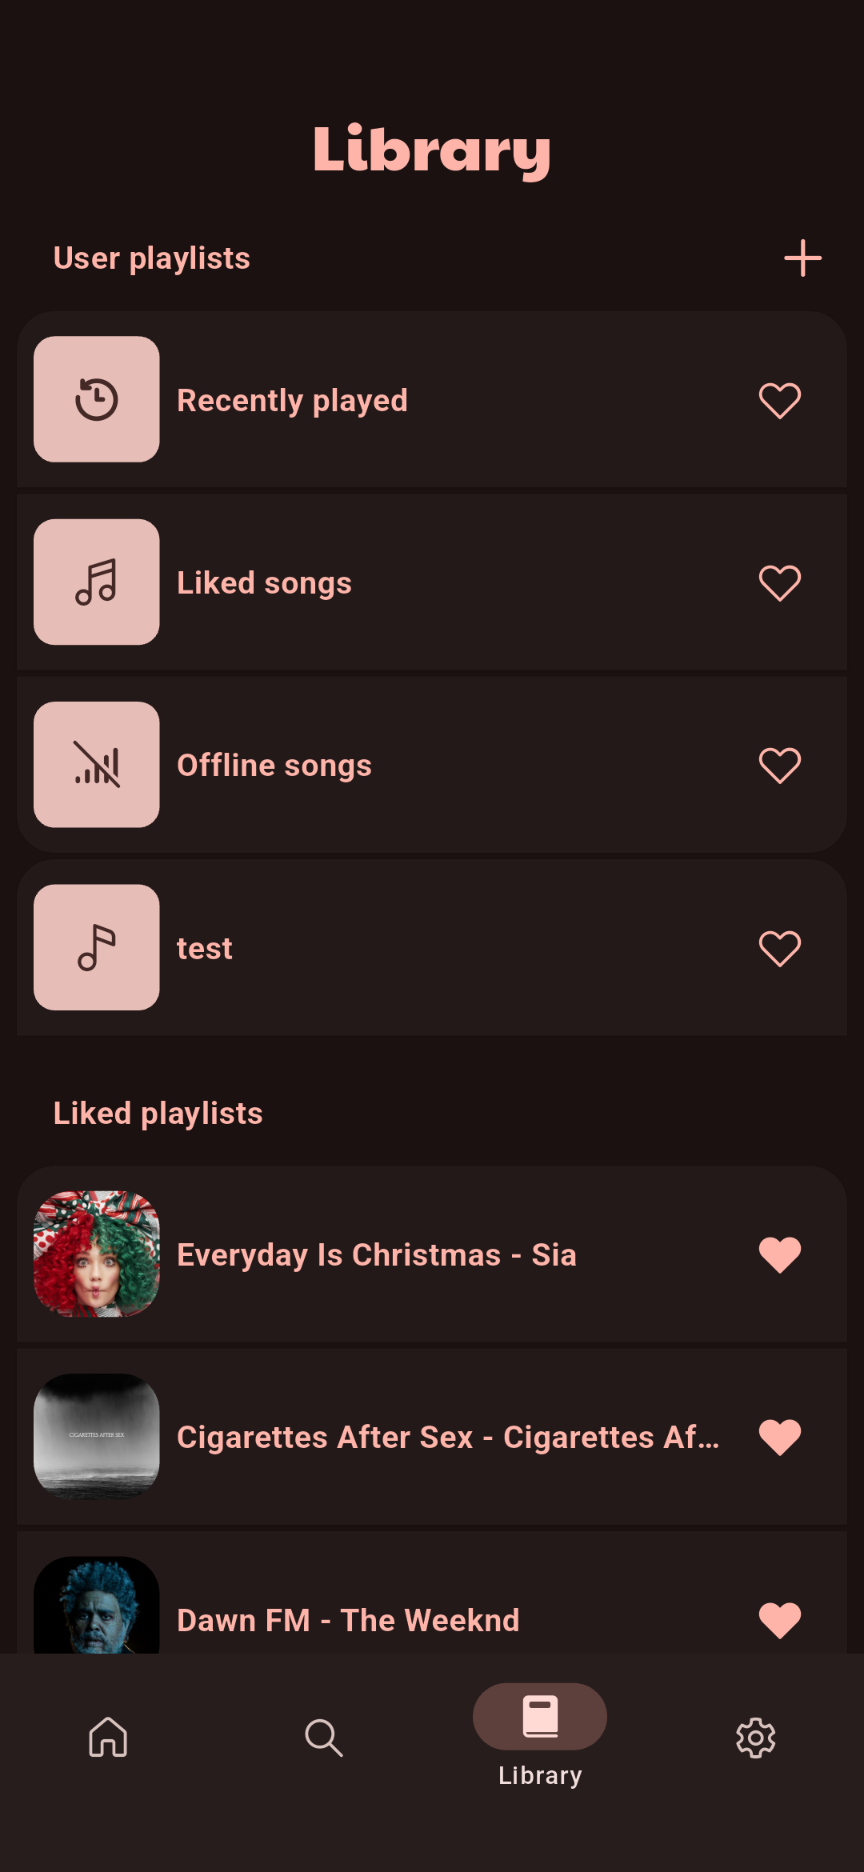 Library
User playlists
Recently played
Liked songs
Offline songs
test
Liked playlists
Everyday Is Christmas - Sia
CIGARETTES AFTER SEX
Cigarettes After Sex - Cigarettes Af...
Dawn FM - The Weeknd
Library